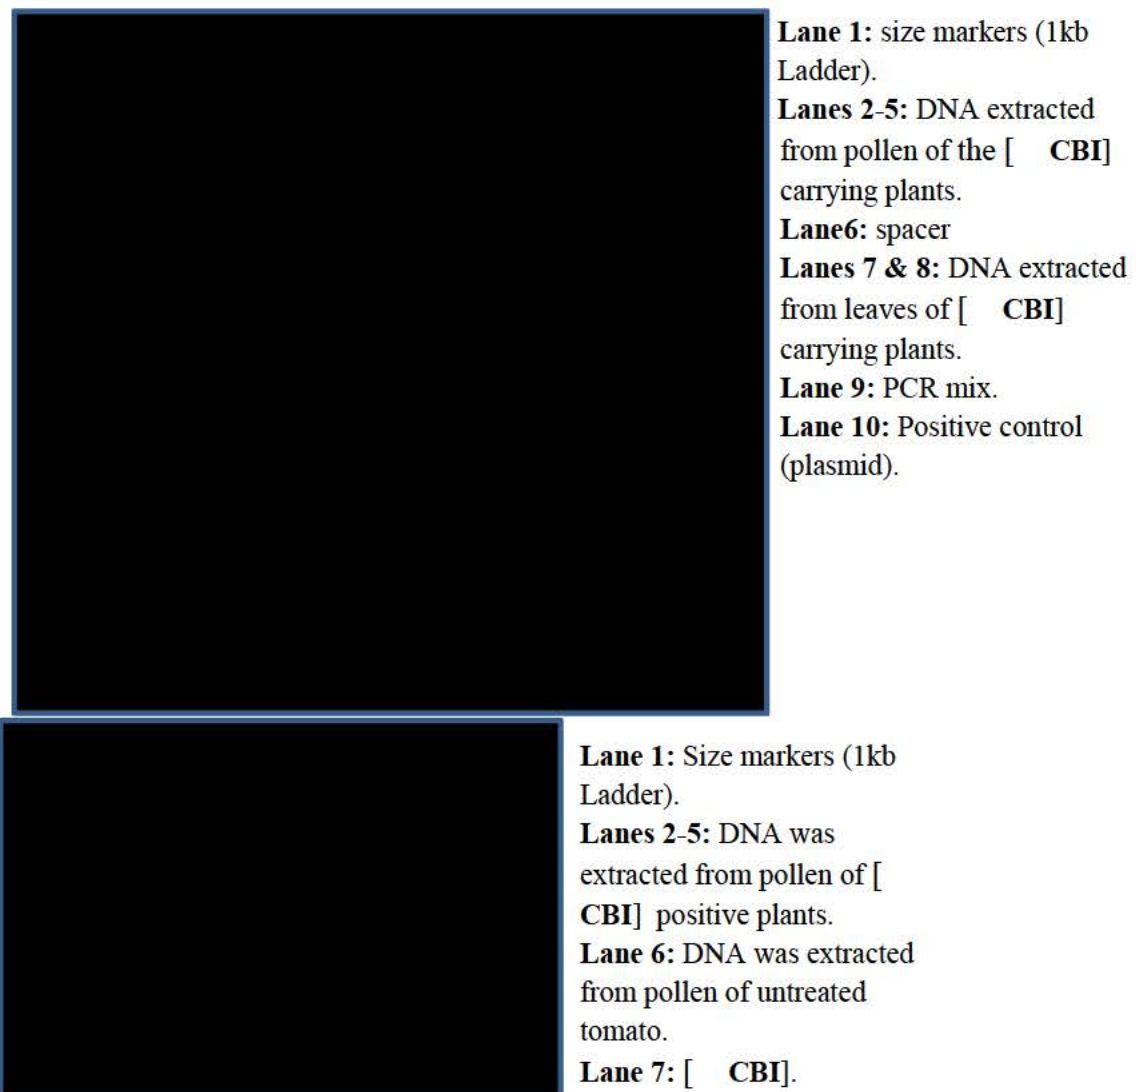 Lane 1: size markers (1kb
Ladder).
Lanes 2-5: DNA extracted
from pollen of the [ CBI]
carrying plants.
Lane6: spacer
Lanes 7 & 8: DNA extracted
from leaves of [ CBI]
carrying plants.
Lane 9: PCR mix.
Lane 10: Positive control
(plasmid).
Lane 1: Size markers (1kb
Ladder).
Lanes 2-5: DNA was
extracted from pollen of [
CBI] positive plants.
Lane 6: DNA was extracted
from pollen of untreated
tomato.
Lane 7: [ CBI].